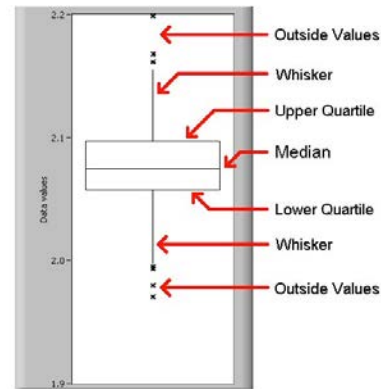 2.2
Outside Values
Whisker
Upper Quartile
2.1
Median
Data values
Lower Quartile
Whisker
2.0
Outside Values
1.9